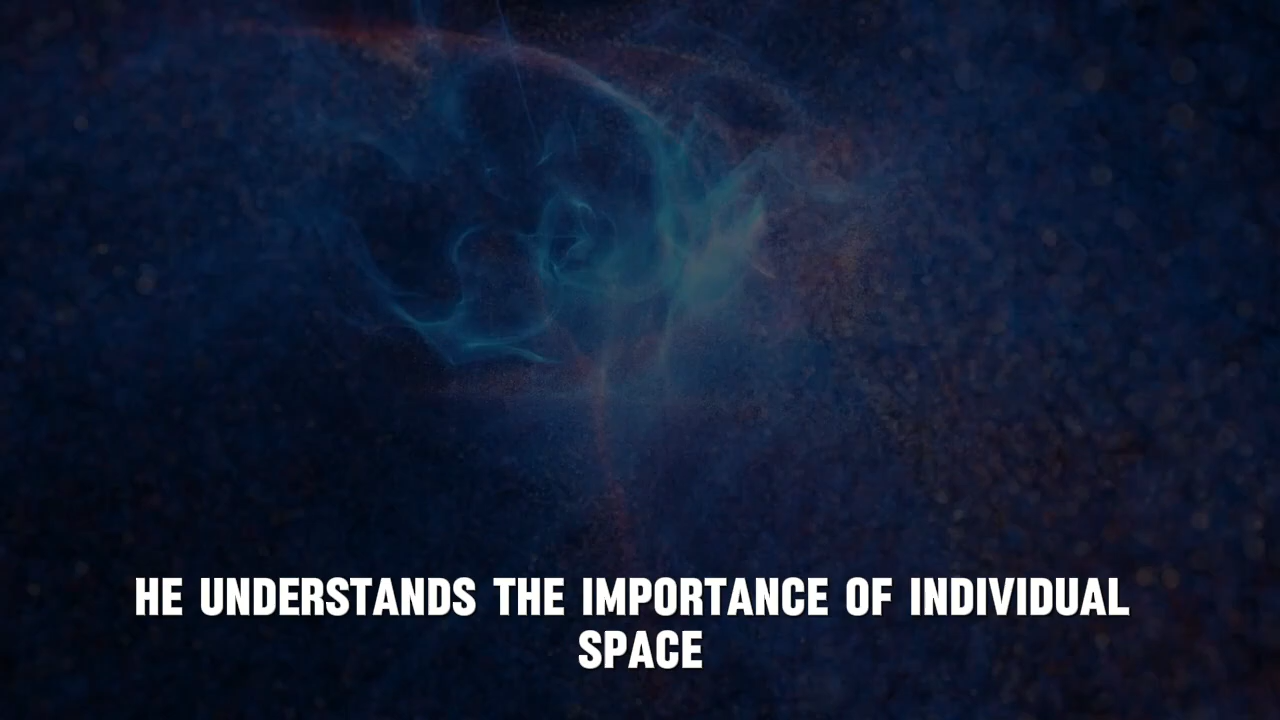 HE UNDERSTANDS THE IMPORTANCE OF INDIVIDUAL
SPACE